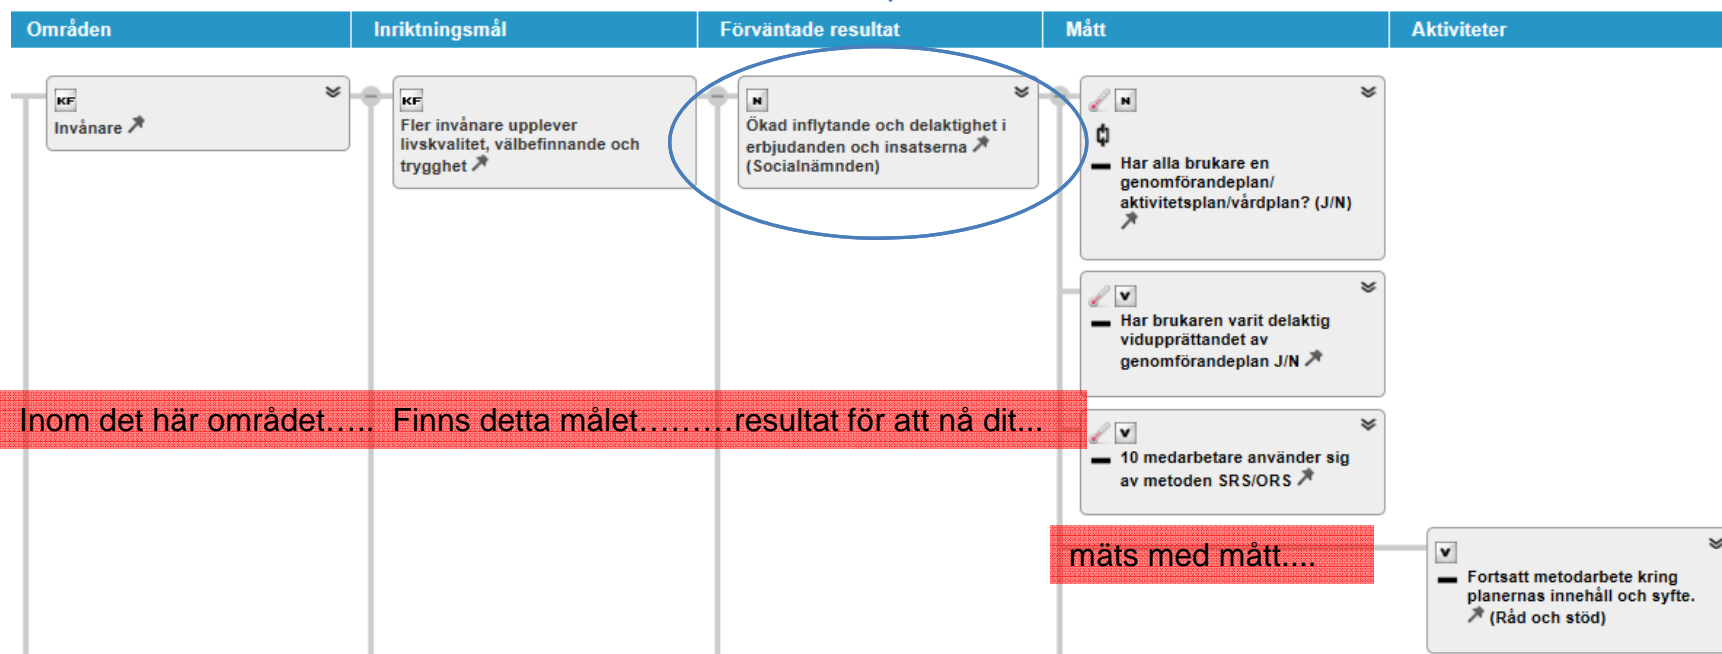 Områden
Inriktningsmål
Förväntade resultat
Mått
Aktiviteter
KF
Invånare
KF
Fler invånare upplever
livskvalitet, välbefinnande och
trygghet
N
Ökad inflytande och delaktighet i
erbjudanden och insatserna
(Socialnämnden)
N
Har alla brukare en
genomförandeplan/
aktivitetsplan/vårdplan? (J/N)
V
Har brukaren varit delaktig
vidupprättandet av
genomförandeplan J/N
Inom det här området..... Finns detta målet.........resultat för att nå dit...
V
10 medarbetare använder sig
av metoden SRS/ORS
mäts med mått....
V
Fortsatt metodarbete kring
planernas innehåll och syfte.
(Råd och stöd)